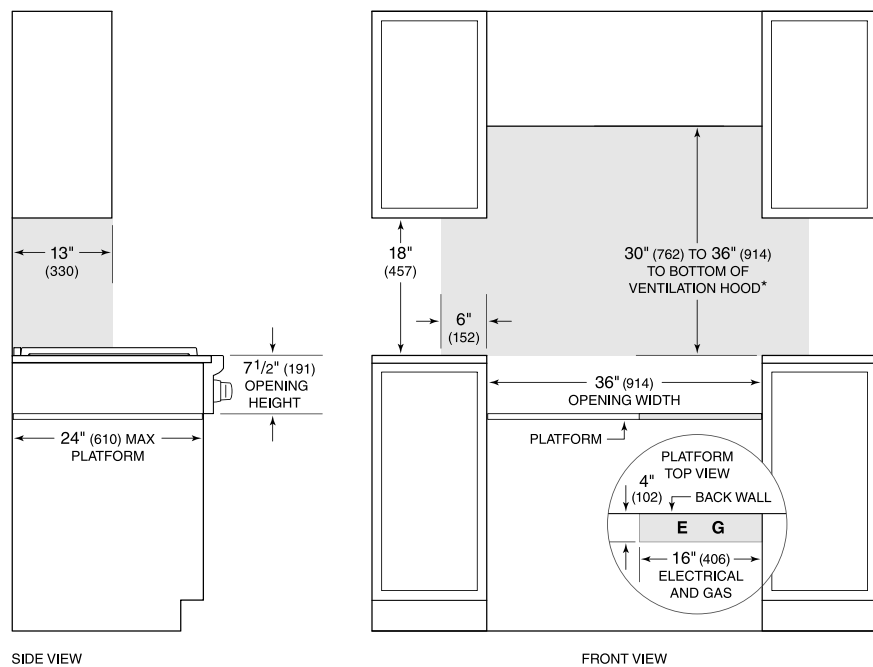 13"
(330)
7 1/2" (191)
OPENING
HEIGHT
24" (610) MAX
PLATFORM
SIDE VIEW
18"
(457)
30" (762) TO 36" (914)
TO BOTTOM OF
VENTILATION HOOD*
6"
(152)
36" (914)
OPENING WIDTH
PLATFORM
PLATFORM
TOP VIEW
4"
(102)
BACK WALL
E G
16" (406)
ELECTRICAL
AND GAS
FRONT VIEW